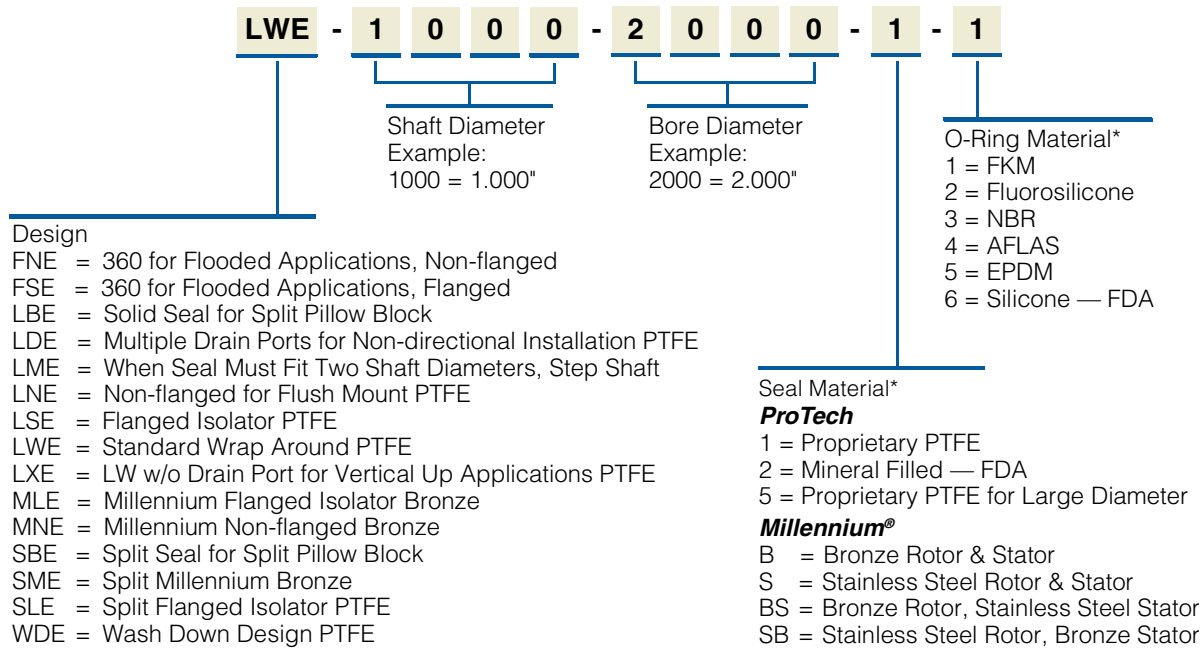 LWE - 1 0 0 0 - 2 0 0 0 - 1 - 1
Shaft Diameter
Example:
1000 = 1.000"
Bore Diameter
Example:
2000 = 2.000"
O-Ring Material*
1 = FKM
2 = Fluorosilicone
3 = NBR
4 = AFLAS
5 = EPDM
6 = Silicone — FDA
Design
FNE = 360 for Flooded Applications, Non-flanged
FSE = 360 for Flooded Applications, Flanged
LBE = Solid Seal for Split Pillow Block
LDE = Multiple Drain Ports for Non-directional Installation PTFE
LME = When Seal Must Fit Two Shaft Diameters, Step Shaft
LNE = Non-flanged for Flush Mount PTFE
LSE = Flanged Isolator PTFE
LWE = Standard Wrap Around PTFE
LXE = LW w/o Drain Port for Vertical Up Applications PTFE
MLE = Millennium Flanged Isolator Bronze
MNE = Millennium Non-flanged Bronze
SBE = Split Seal for Split Pillow Block
SME = Split Millennium Bronze
SLE = Split Flanged Isolator PTFE
WDE = Wash Down Design PTFE
Seal Material*
ProTech
1 = Proprietary PTFE
2 = Mineral Filled — FDA
5 = Proprietary PTFE for Large Diameter
Millennium®
B = Bronze Rotor & Stator
S = Stainless Steel Rotor & Stator
BS = Bronze Rotor, Stainless Steel Stator
SB = Stainless Steel Rotor, Bronze Stator